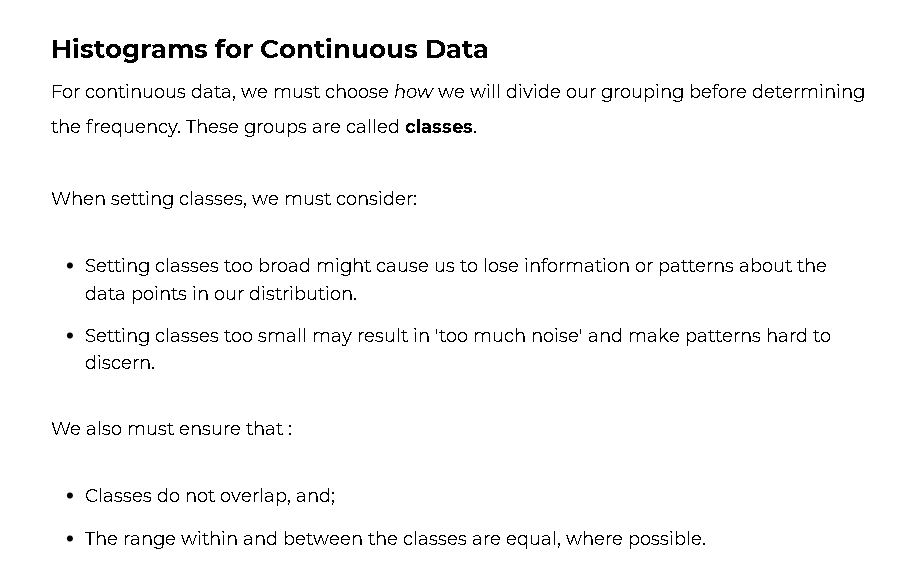 Histograms for Continuous Data
For continuous data, we must choose how we will divide our grouping before determining
the frequency. These groups are called classes.
When setting classes, we must consider:
• Setting classes too broad might cause us to lose information or patterns about the
data points in our distribution.
• Setting classes too small may result in 'too much noise' and make patterns hard to
discern.
We also must ensure that :
• Classes do not overlap, and;
• The range within and between the classes are equal, where possible.